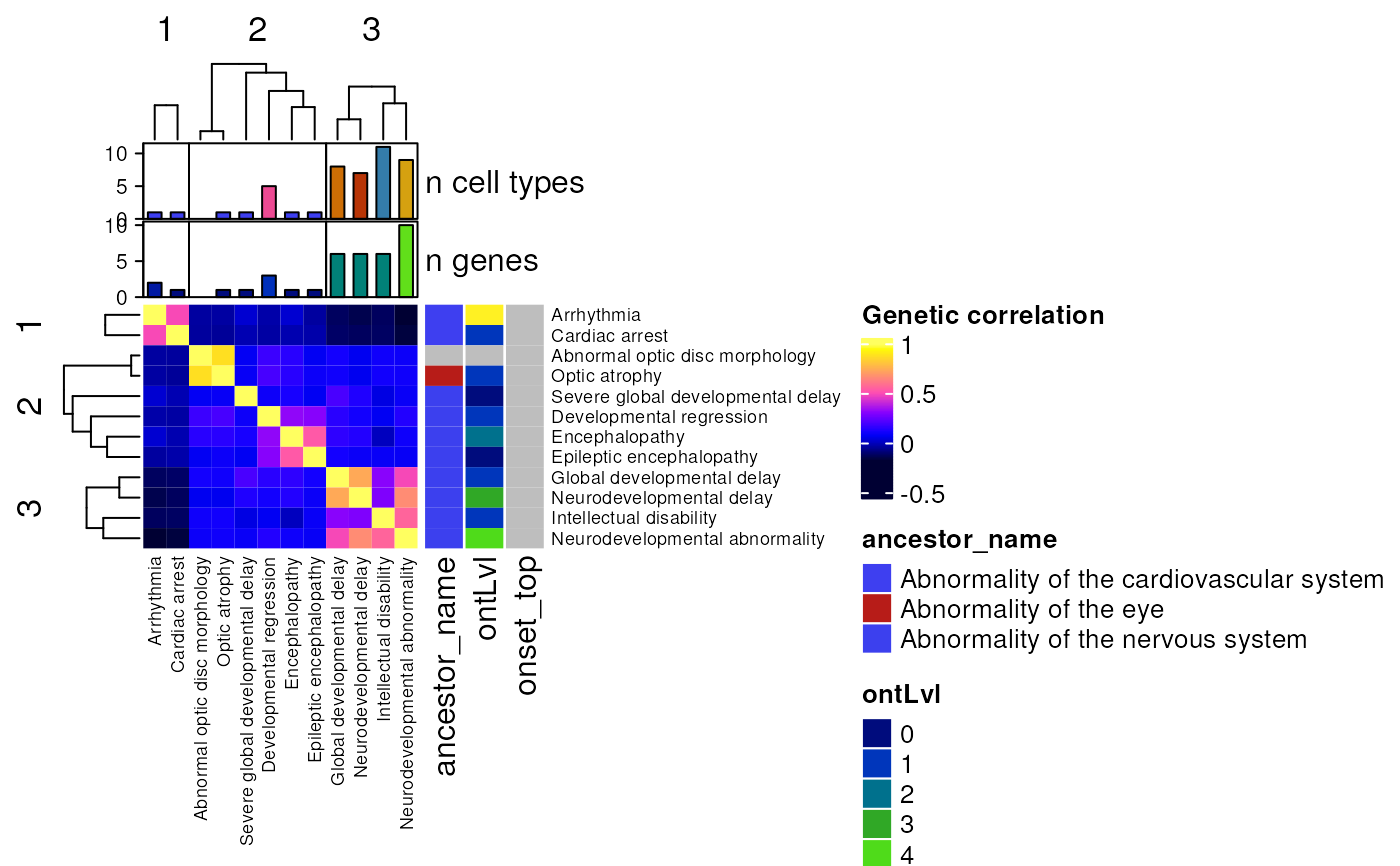 1 2 3
10
5
0
n cell types
10
5
0
n genes
1
2
3
Arrhythmia
Cardiac arrest
Abnormal optic disc morphology
Optic atrophy
Severe global developmental delay
Developmental regression
Encephalopathy
Epileptic encephalopathy
Global developmental delay
Neurodevelopmental delay
Intellectual disability
Neurodevelopmental abnormality
Arrhythmia
Cardiac arrest
Abnormal optic disc morphology
Optic atrophy
Severe global developmental delay
Developmental regression
Encephalopathy
Epileptic encephalopathy
Global developmental delay
Neurodevelopmental delay
Intellectual disability
Neurodevelopmental abnormality
ancestor_name
ontLvl
onset_top
Genetic correlation
1
0.5
0
-0.5
ancestor_name
Abnormality of the cardiovascular system
Abnormality of the eye
Abnormality of the nervous system
ontLvl
0
1
2
3
4